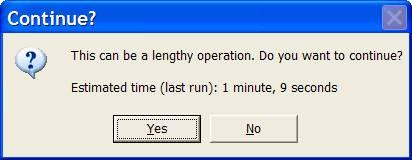 Continue?
This can be a lengthy operation. Do you want to continue?
Estimated time (last run): 1 minute, 9 seconds
Yes No